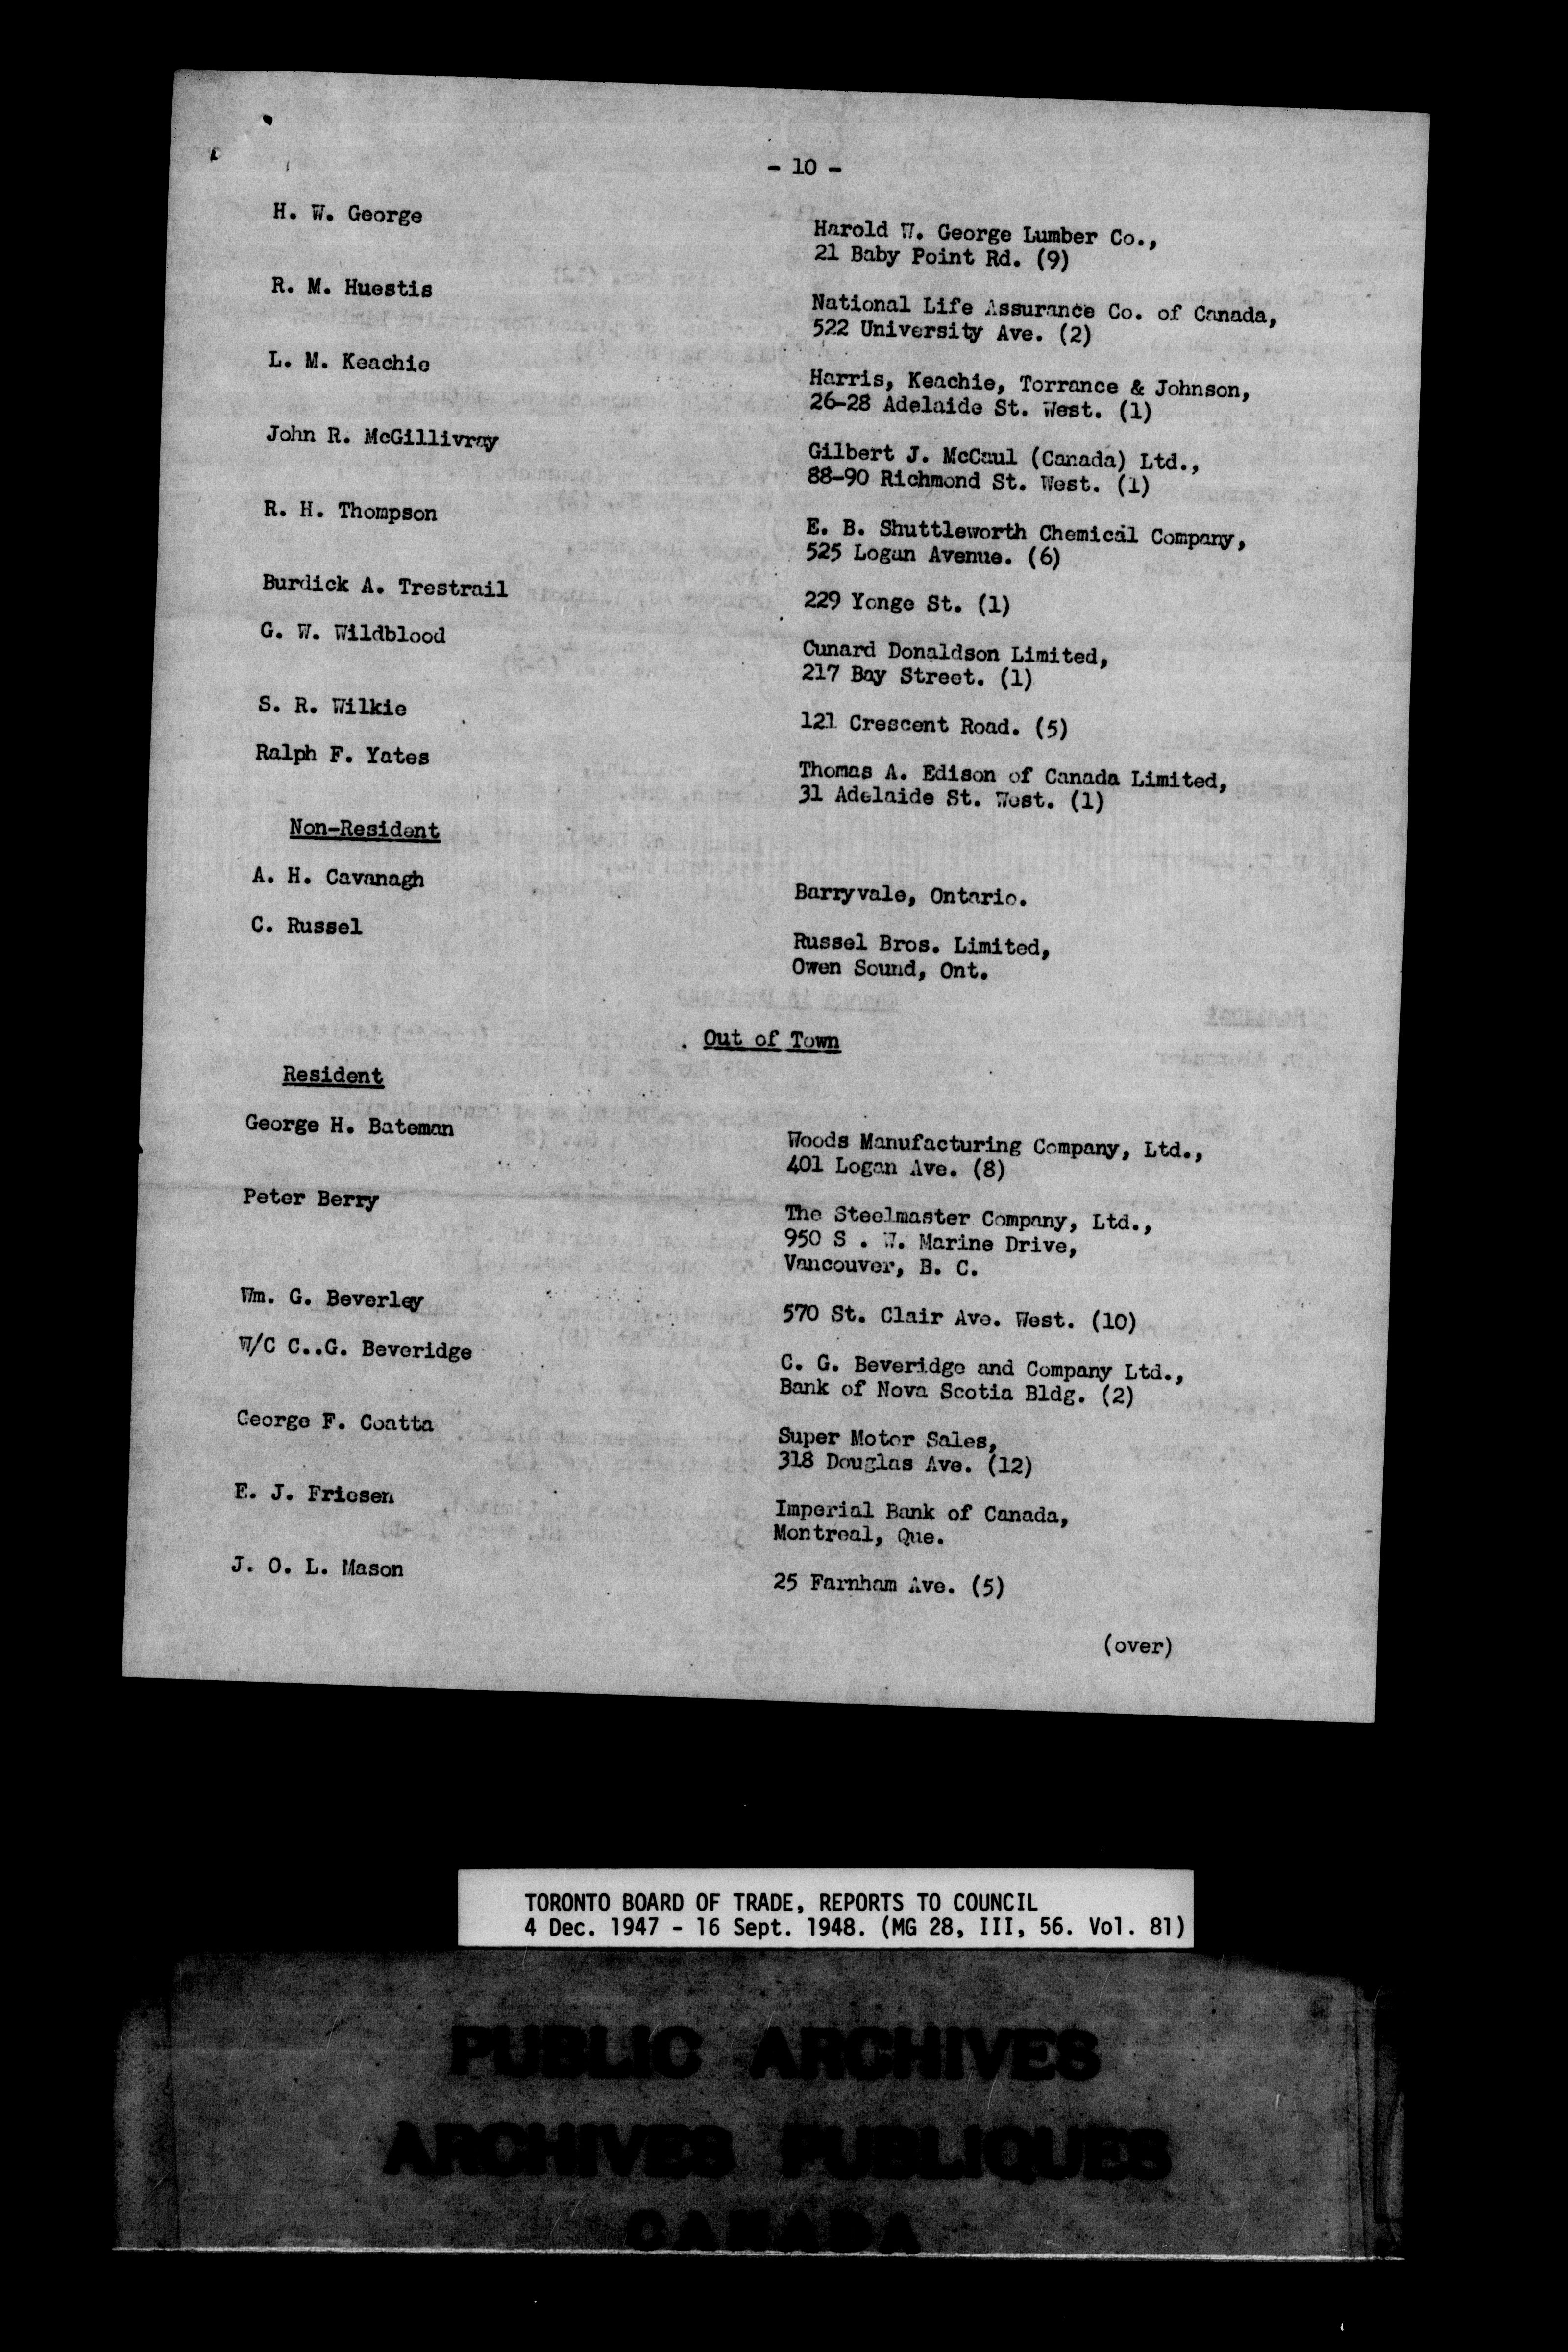 - 10 -
H. W. George
Harold W. George Lumber Co.,
21 Baby Point Rd. (9)
R. M. Huestis
National Life Assurance Co. of Canada,
522 University Ave. (2)
L. M. Keachie
Harris, Keachie, Torrance & Johnson,
26-28 Adelaide St. West. (1)
John R. McGillivray
Gilbert J. McCaul (Canada) Ltd.,
88-90 Richmond St. West. (1)
R. H. Thompson
E. B. Shuttleworth Chemical Company,
525 Logan Avenue. (6)
Burdick A. Trestrail
229 Yonge St. (1)
G. W. Wildblood
Cunard Donaldson Limited,
217 Bay Street. (1)
S. R. Wilkie
121 Crescent Road. (5)
Ralph F. Yates
Thomas A. Edison of Canada Limited,
31 Adelaide St. West. (1)
Non-Resident
A. H. Cavanagh
Barryvale, Ontario.
C. Russel
Russel Bros. Limited,
Owen Sound, Ont.
Out of Town
Resident
George H. Bateman
Woods Manufacturing Company, Ltd.,
401 Logan Ave. (8)
Peter Berry
The Steelmaster Company, Ltd.,
950 S . W. Marine Drive,
Vancouver, B. C.
Wm. G. Beverley
570 St. Clair Ave. West. (10)
W/C C..G. Beveridge
C. G. Beveridge and Company Ltd.,
Bank of Nova Scotia Bldg. (2)
George F. Coatta
Super Motor Sales,
318 Douglas Ave. (12)
E. J. Friesen
Imperial Bank of Canada,
Montreal, Que.
J. O. L. Mason
25 Farnham Ave. (5)
(over)
TORONTO BOARD OF TRADE, REPORTS TO COUNCIL
4 Dec. 1947 - 16 Sept. 1948. (MG 28, III, 56. Vol. 81)
PUBLIC ARCHIVES
ARCHIVES PUBLIQUES
CANADA